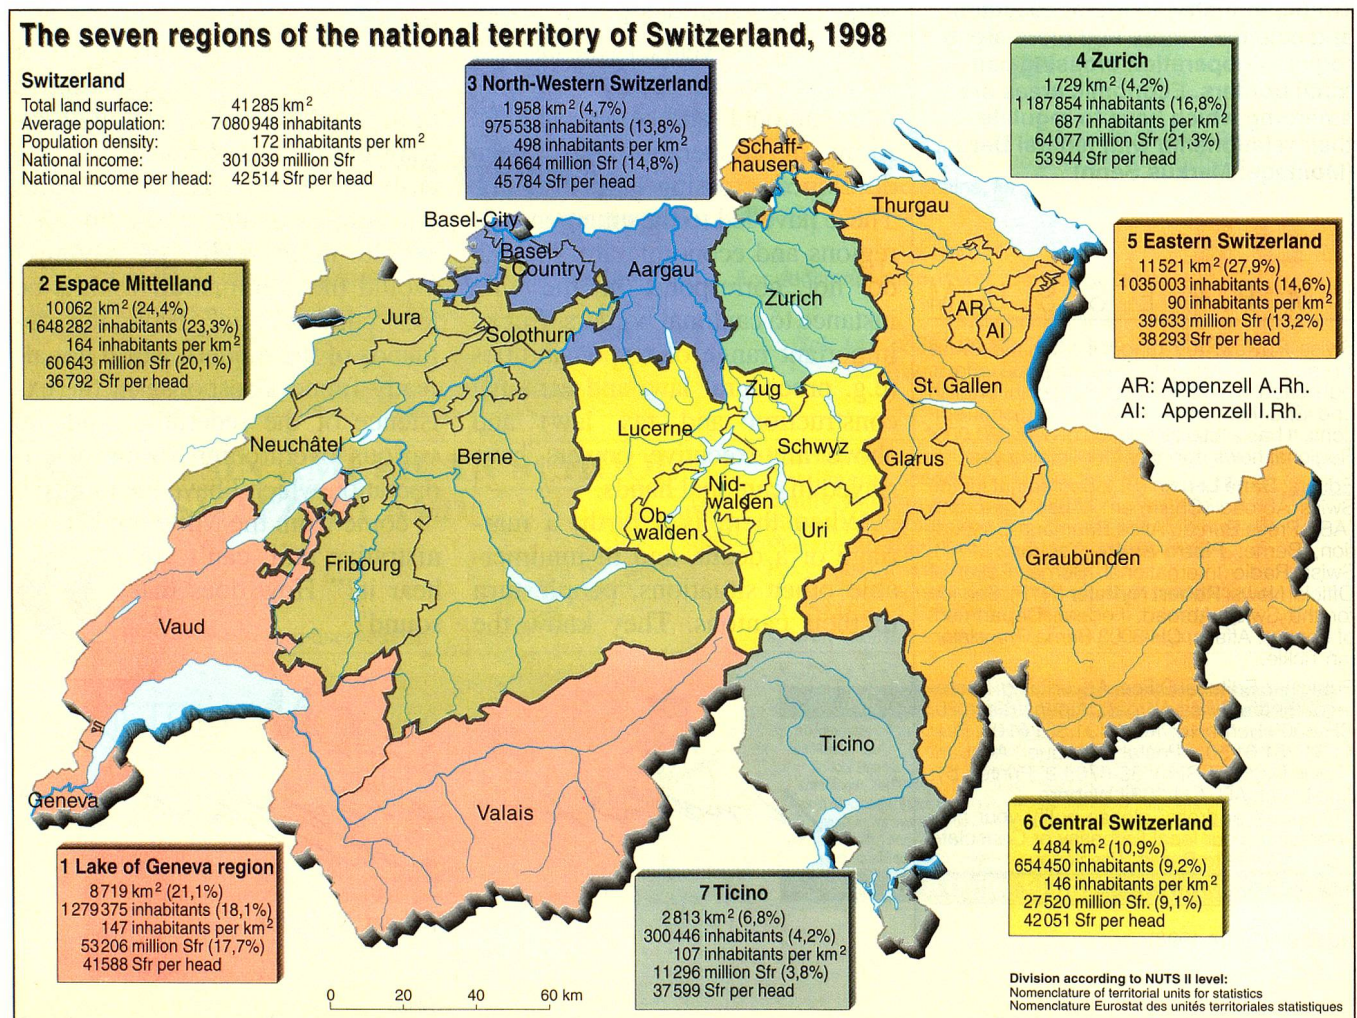 The seven regions of the national territory of Switzerland, 1998
Switzerland
Total land surface: 41 285 km²
Average population: 7 080 948 inhabitants
Population density: 172 inhabitants per km²
National income: 301 039 million Sfr
National income per head: 42 514 Sfr per head
3 North-Western Switzerland
1 958 km² (4,7%)
975 538 inhabitants (13,8%)
498 inhabitants per km²
44 664 million Sfr (14,8%)
45 784 Sfr per head
4 Zurich
1 729 km² (4,2%)
1 187 854 inhabitants (16,8%)
687 inhabitants per km²
64 077 million Sfr (21,3%)
53 944 Sfr per head
2 Espace Mittelland
10 062 km² (24,4%)
1 648 282 inhabitants (23,3%)
164 inhabitants per km²
60 643 million Sfr (20,1%)
36 792 Sfr per head
5 Eastern Switzerland
11 521 km² (27,9%)
1 035 003 inhabitants (14,6%)
90 inhabitants per km²
39 633 million Sfr (13,2%)
38 293 Sfr per head
AR: Appenzell A.Rh.
AI: Appenzell I.Rh.
Schaff-
hausen
Thurgau
Basel-City
Basel-
Country
Aargau
Zurich
Jura
Solothurn
AR
AI
St. Gallen
Zug
Lucerne
Schwyz
Neuchâtel
Berne
Glarus
Nid-
walden
Ob-
walden
Uri
Fribourg
Graubünden
Vaud
Ticino
Geneva
Valais
1 Lake of Geneva region
8 719 km² (21,1%)
1 279 375 inhabitants (18,1%)
147 inhabitants per km²
53 206 million Sfr (17,7%)
41 588 Sfr per head
7 Ticino
2 813 km² (6,8%)
300 446 inhabitants (4,2%)
107 inhabitants per km²
11 296 million Sfr (3,8%)
37 599 Sfr per head
6 Central Switzerland
4 484 km² (10,9%)
654 450 inhabitants (9,2%)
146 inhabitants per km²
27 520 million Sfr. (9,1%)
42 051 Sfr per head
0 20 40 60 km
Division according to NUTS II level:
Nomenclature of territorial units for statistics
Nomenclature Eurostat des unités territoriales statistiques